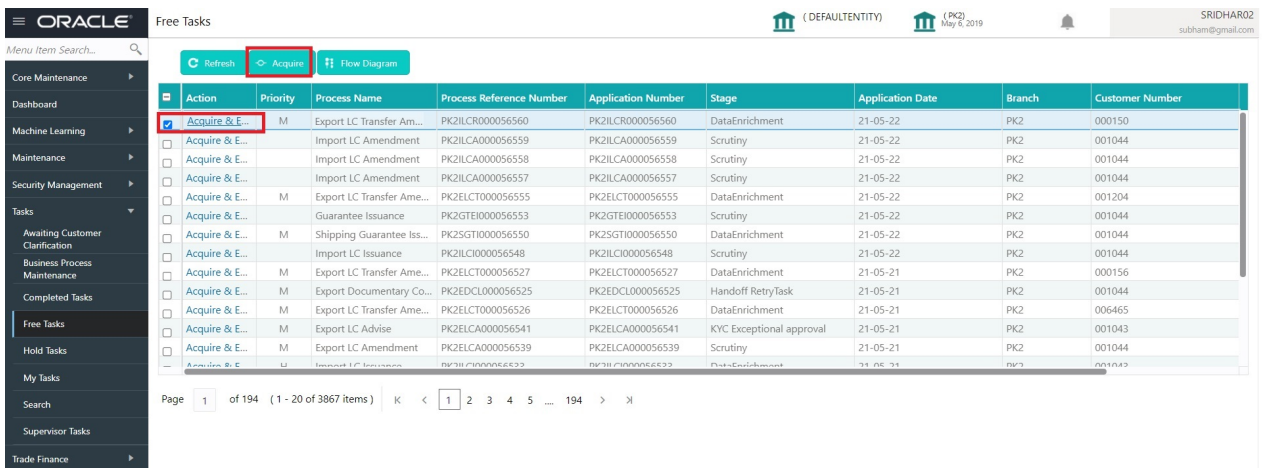 ORACLE
Free Tasks
( DEFAULTENTITY)
(PK2)
May 6, 2019
SRIDHAR02
subham@gmail.com
Menu Item Search...
Core Maintenance
Dashboard
Machine Learning
Maintenance
Security Management
Tasks
Awaiting Customer
Clarification
Business Process
Maintenance
Completed Tasks
Free Tasks
Hold Tasks
My Tasks
Search
Supervisor Tasks
Trade Finance
Refresh Acquire Flow Diagram
Action Priority Process Name Process Reference Number Application Number Stage Application Date Branch Customer Number
Acquire & E... M Export LC Transfer Am... PK2ILCR000056560 PK2ILCR000056560 DataEnrichment 21-05-22 PK2 000150
Acquire & E... Import LC Amendment PK2ILCA000056559 PK2ILCA000056559 Scrutiny 21-05-22 PK2 001044
Acquire & E... Import LC Amendment PK2ILCA000056558 PK2ILCA000056558 Scrutiny 21-05-22 PK2 001044
Acquire & E... Import LC Amendment PK2ILCA000056557 PK2ILCA000056557 Scrutiny 21-05-22 PK2 001044
Acquire & E... M Export LC Transfer Ame... PK2ELCT000056555 PK2ELCT000056555 DataEnrichment 21-05-22 PK2 001204
Acquire & E... Guarantee Issuance PK2GTEI000056553 PK2GTEI000056553 Scrutiny 21-05-22 PK2 001044
Acquire & E... M Shipping Guarantee Iss... PK2SGTI000056550 PK2SGTI000056550 DataEnrichment 21-05-22 PK2 001044
Acquire & E... Import LC Issuance PK2ILCI000056548 PK2ILCI000056548 Scrutiny 21-05-22 PK2 001044
Acquire & E... M Export LC Transfer Ame... PK2ELCT000056527 PK2ELCT000056527 DataEnrichment 21-05-21 PK2 000156
Acquire & E... M Export Documentary Co... PK2EDCL000056525 PK2EDCL000056525 Handoff RetryTask 21-05-21 PK2 001044
Acquire & E... M Export LC Transfer Ame... PK2ELCT000056526 PK2ELCT000056526 DataEnrichment 21-05-21 PK2 006465
Acquire & E... M Export LC Advise PK2ELCA000056541 PK2ELCA000056541 KYC Exceptional approval 21-05-21 PK2 001043
Acquire & E... M Export LC Amendment PK2ELCA000056539 PK2ELCA000056539 Scrutiny 21-05-21 PK2 001044
Acquire & E... H Import LC Issuance PK2ILCI000056533 PK2ILCI000056533 DataEnrichment 21-05-21 PK2 001043
Page 1 of 194 ( 1 - 20 of 3867 items ) 1 2 3 4 5 .... 194